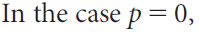 In the case p = 0,